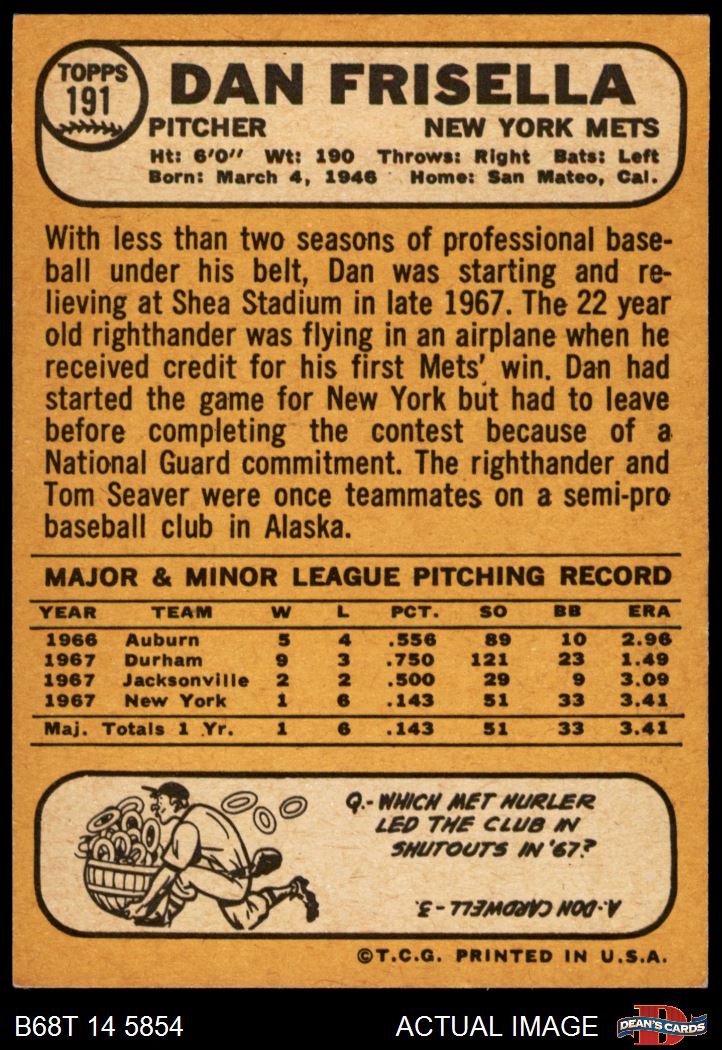 TOPPS
191
DAN FRISELLA
PITCHER NEW YORK METS
Ht: 6'0" Wt: 190 Throws: Right Bats: Left
Born: March 4, 1946 Home: San Mateo, Cal.
With less than two seasons of professional base-
ball under his belt, Dan was starting and re-
lieving at Shea Stadium in late 1967. The 22 year
old righthander was flying in an airplane when he
received credit for his first Mets' win. Dan had
started the game for New York but had to leave
before completing the contest because of a
National Guard commitment. The righthander and
Tom Seaver were once teammates on a semi-pro
baseball club in Alaska.
MAJOR & MINOR LEAGUE PITCHING RECORD
YEAR TEAM W L PCT. SO BB ERA
1966 Auburn 5 4 .556 89 10 2.96
1967 Durham 9 3 .750 121 23 1.49
1967 Jacksonville 2 2 .500 29 9 3.09
1967 New York 1 6 .143 51 33 3.41
Maj. Totals 1 Yr. 1 6 .143 51 33 3.41
Q.- WHICH MET HURLER
LED THE CLUB IN
SHUTOUTS IN '67?
A.-DON CARDWELL - 3.
©T.C.G. PRINTED IN U.S.A.
B68T 14 5854 ACTUAL IMAGE D DEAN'S CARDS